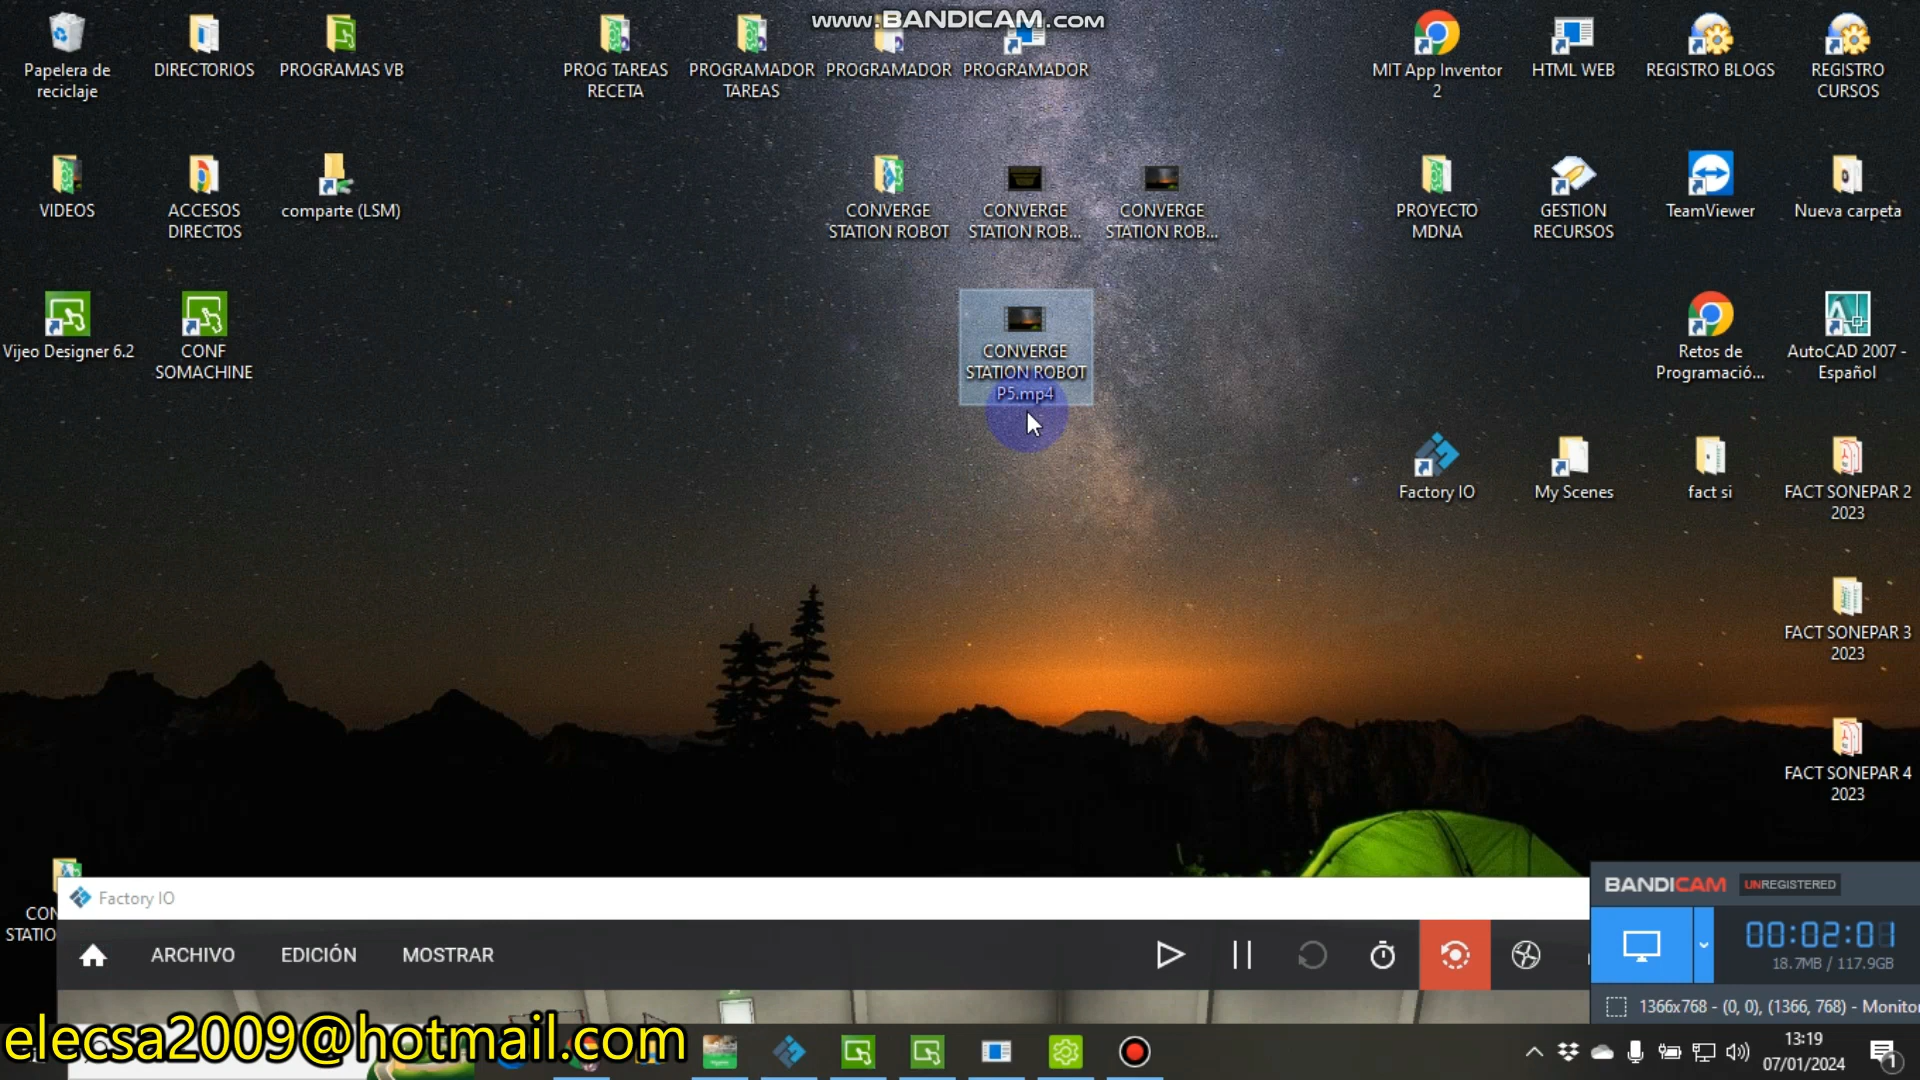 www.BANDICAM.com
Papelera de
reciclaje
DIRECTORIOS
PROGRAMAS VB
PROG TAREAS
RECETA
PROGRAMADOR
TAREAS
PROGRAMADOR
PROGRAMADOR
MIT App Inventor
2
HTML WEB
REGISTRO BLOGS
REGISTRO
CURSOS
VIDEOS
ACCESOS
DIRECTOS
comparte (LSM)
CONVERGE
STATION ROBOT
CONVERGE
STATION ROB...
CONVERGE
STATION ROB...
PROYECTO
MDNA
GESTION
RECURSOS
TeamViewer
Nueva carpeta
Vijeo Designer 6.2
CONF
SOMACHINE
CONVERGE
STATION ROBOT
P5.mp4
Retos de
Programació...
AutoCAD 2007 -
Español
Factory IO
My Scenes
fact si
FACT SONEPAR 2
2023
FACT SONEPAR 3
2023
FACT SONEPAR 4
2023
CON
STATIO
Factory IO
ARCHIVO
EDICIÓN
MOSTRAR
BANDICAM
UNREGISTERED
00:02:01
18.7MB / 117.9GB
1366x768 - (0, 0), (1366, 768) - Monitor
elecsa2009@hotmail.com
13:19
07/01/2024
1